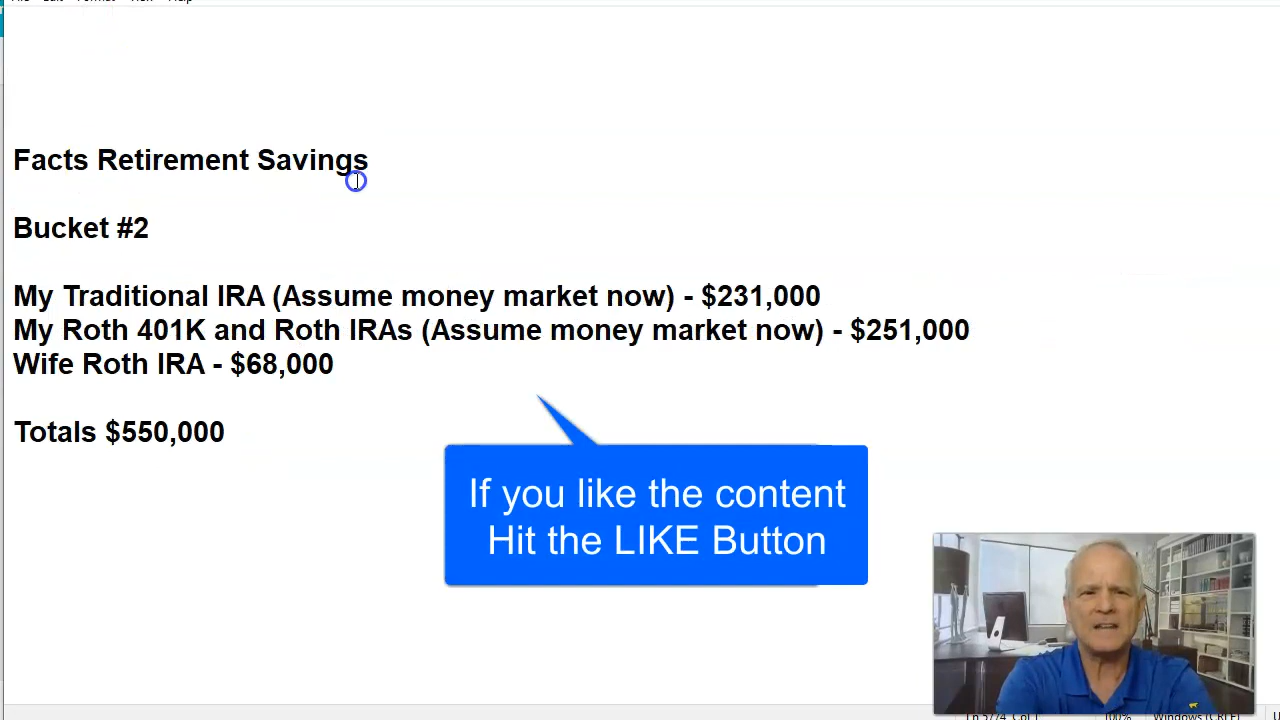 Facts Retirement Savings
Bucket #2
My Traditional IRA (Assume money market now) - $231,000
My Roth 401K and Roth IRAs (Assume money market now) - $251,000
Wife Roth IRA - $68,000
Totals $550,000
If you like the content
Hit the LIKE Button